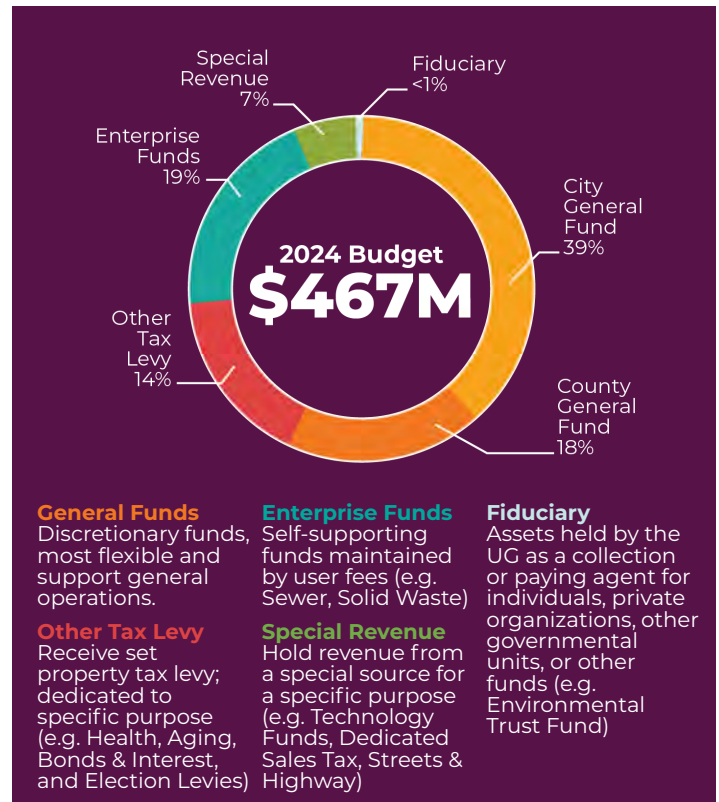 Special
Revenue
7%
Fiduciary
<1%
Enterprise
Funds
19%
City
General
Fund
39%
2024 Budget
$467M
Other
Tax
Levy
14%
County
General
Fund
18%
General Funds
Discretionary funds,
most flexible and
support general
operations.
Other Tax Levy
Receive set
property tax levy;
dedicated to
specific purpose
(e.g. Health, Aging,
Bonds & Interest,
and Election Levies)
Enterprise Funds
Self-supporting
funds maintained
by user fees (e.g.
Sewer, Solid Waste)
Special Revenue
Hold revenue from
a special source for
a specific purpose
(e.g. Technology
Funds, Dedicated
Sales Tax, Streets &
Highway)
Fiduciary
Assets held by the
UG as a collection
or paying agent for
individuals, private
organizations, other
governmental
units, or other
funds (e.g.
Environmental
Trust Fund)